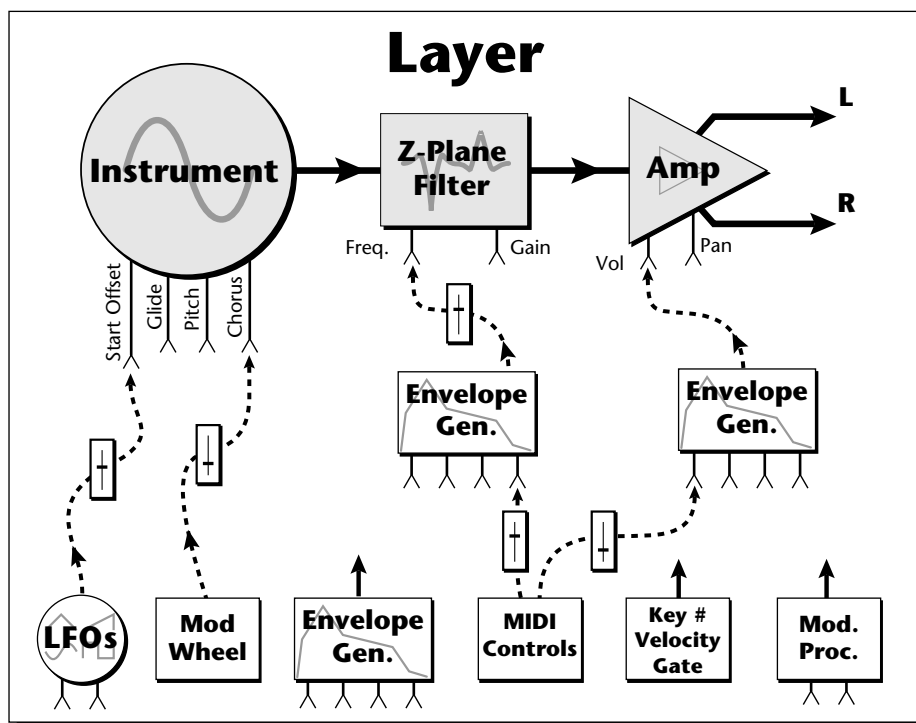 Layer
L
Instrument
Z-Plane
Filter
Amp
R
Freq.
Gain
Vol
Pan
Start Offset
Glide
Pitch
Chorus
Envelope
Gen.
Envelope
Gen.
LFOs
Mod
Wheel
Envelope
Gen.
MIDI
Controls
Key #
Velocity
Gate
Mod.
Proc.